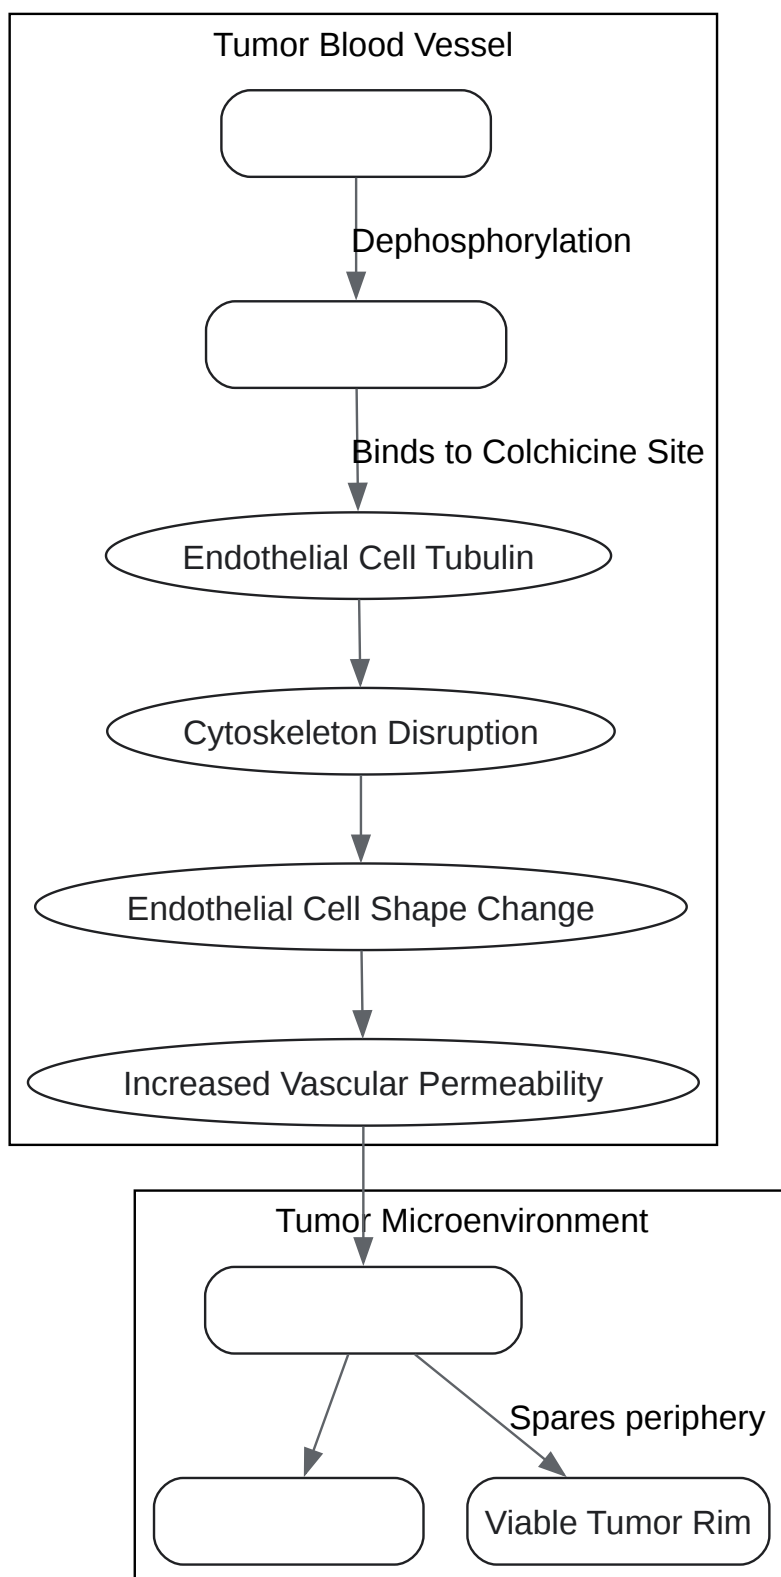 Tumor Blood Vessel
Dephosphorylation
Binds to Colchicine Site
Endothelial Cell Tubulin
Cytoskeleton Disruption
Endothelial Cell Shape Change
Increased Vascular Permeability
Tumor Microenvironment
Spares periphery
Viable Tumor Rim